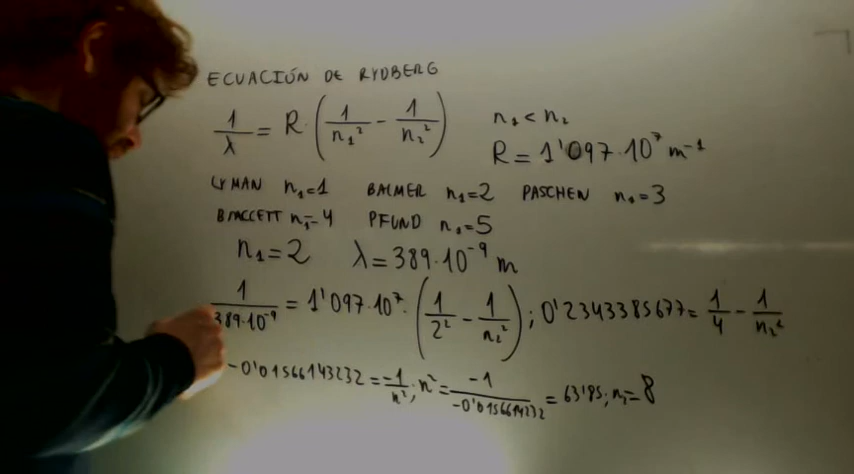 ECUACIÓN DE RYDBERG
1/λ = R·(1/n₁² - 1/n₂²) n₁<n₂
R=1'097·10⁷ m⁻¹
LYMAN n₁=1 BALMER n₁=2 PASCHEN n₁=3
BRACCETT n₁=4 PFUND n₁=5
n₁=2 λ=389·10⁻⁹ m
1/389·10⁻⁹ = 1'097·10⁷·(1/2² - 1/n₂²); 0'2343385677=1/4 - 1/n₂²
-0'01566143232=-1/n²; n²=-1/-0'0156614232=63'85; n₂=8